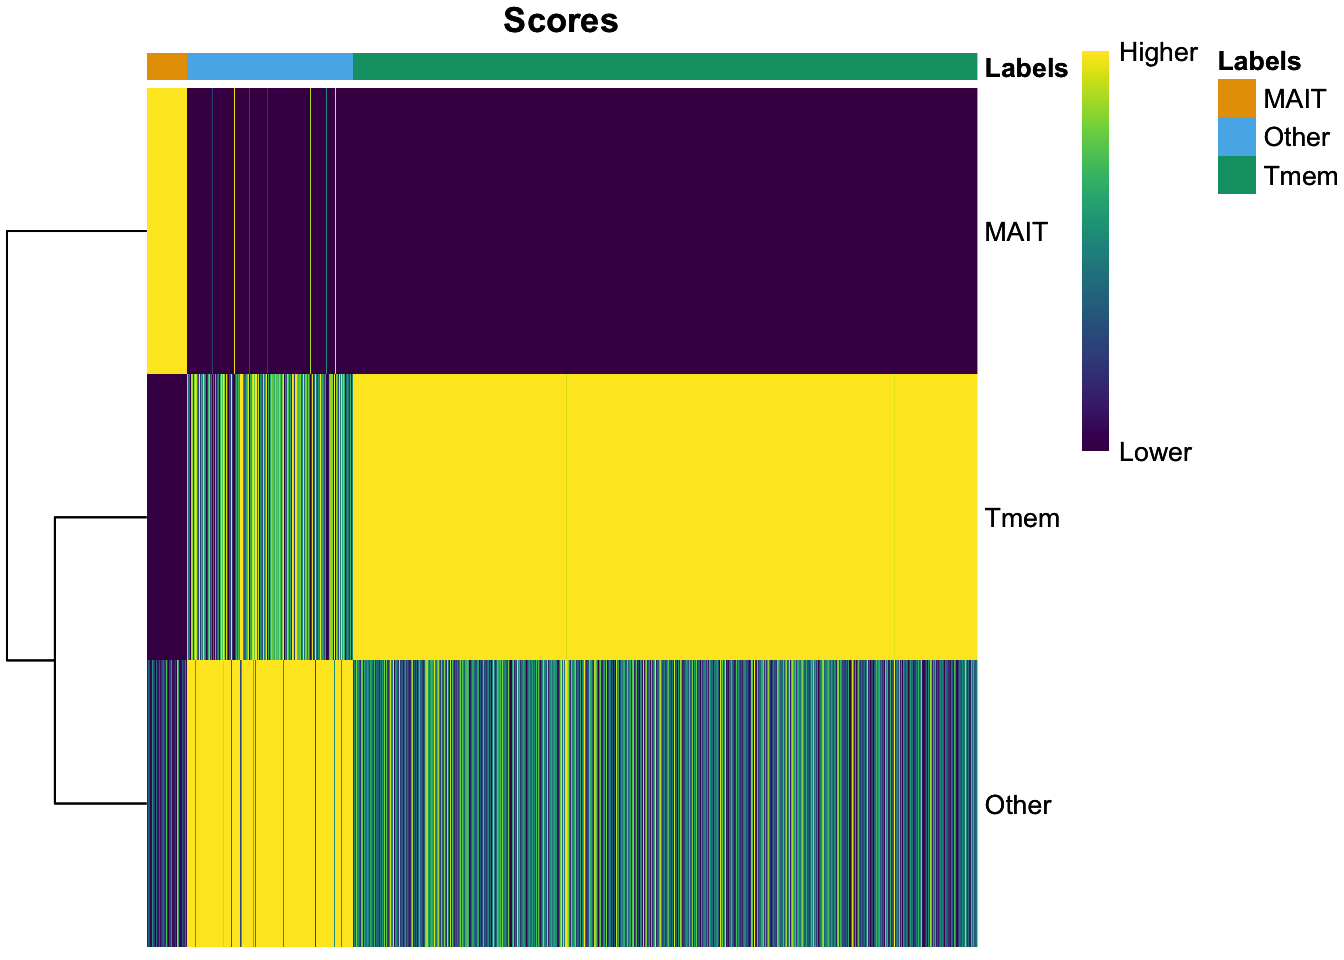 Scores
Labels
MAIT
Tmem
Other
Higher
Lower
Labels
MAIT
Other
Tmem